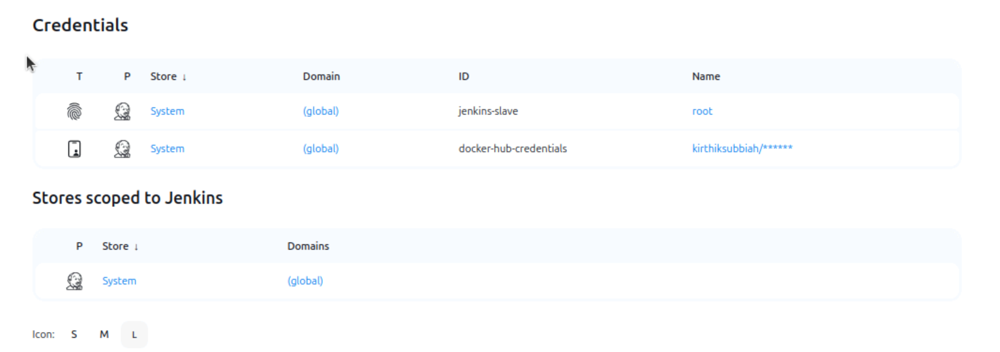 Credentials
T P Store ↓ Domain ID Name
System (global) jenkins-slave root
System (global) docker-hub-credentials kirthiksubbiah/******
Stores scoped to Jenkins
P Store ↓ Domains
System (global)
Icon: S M L